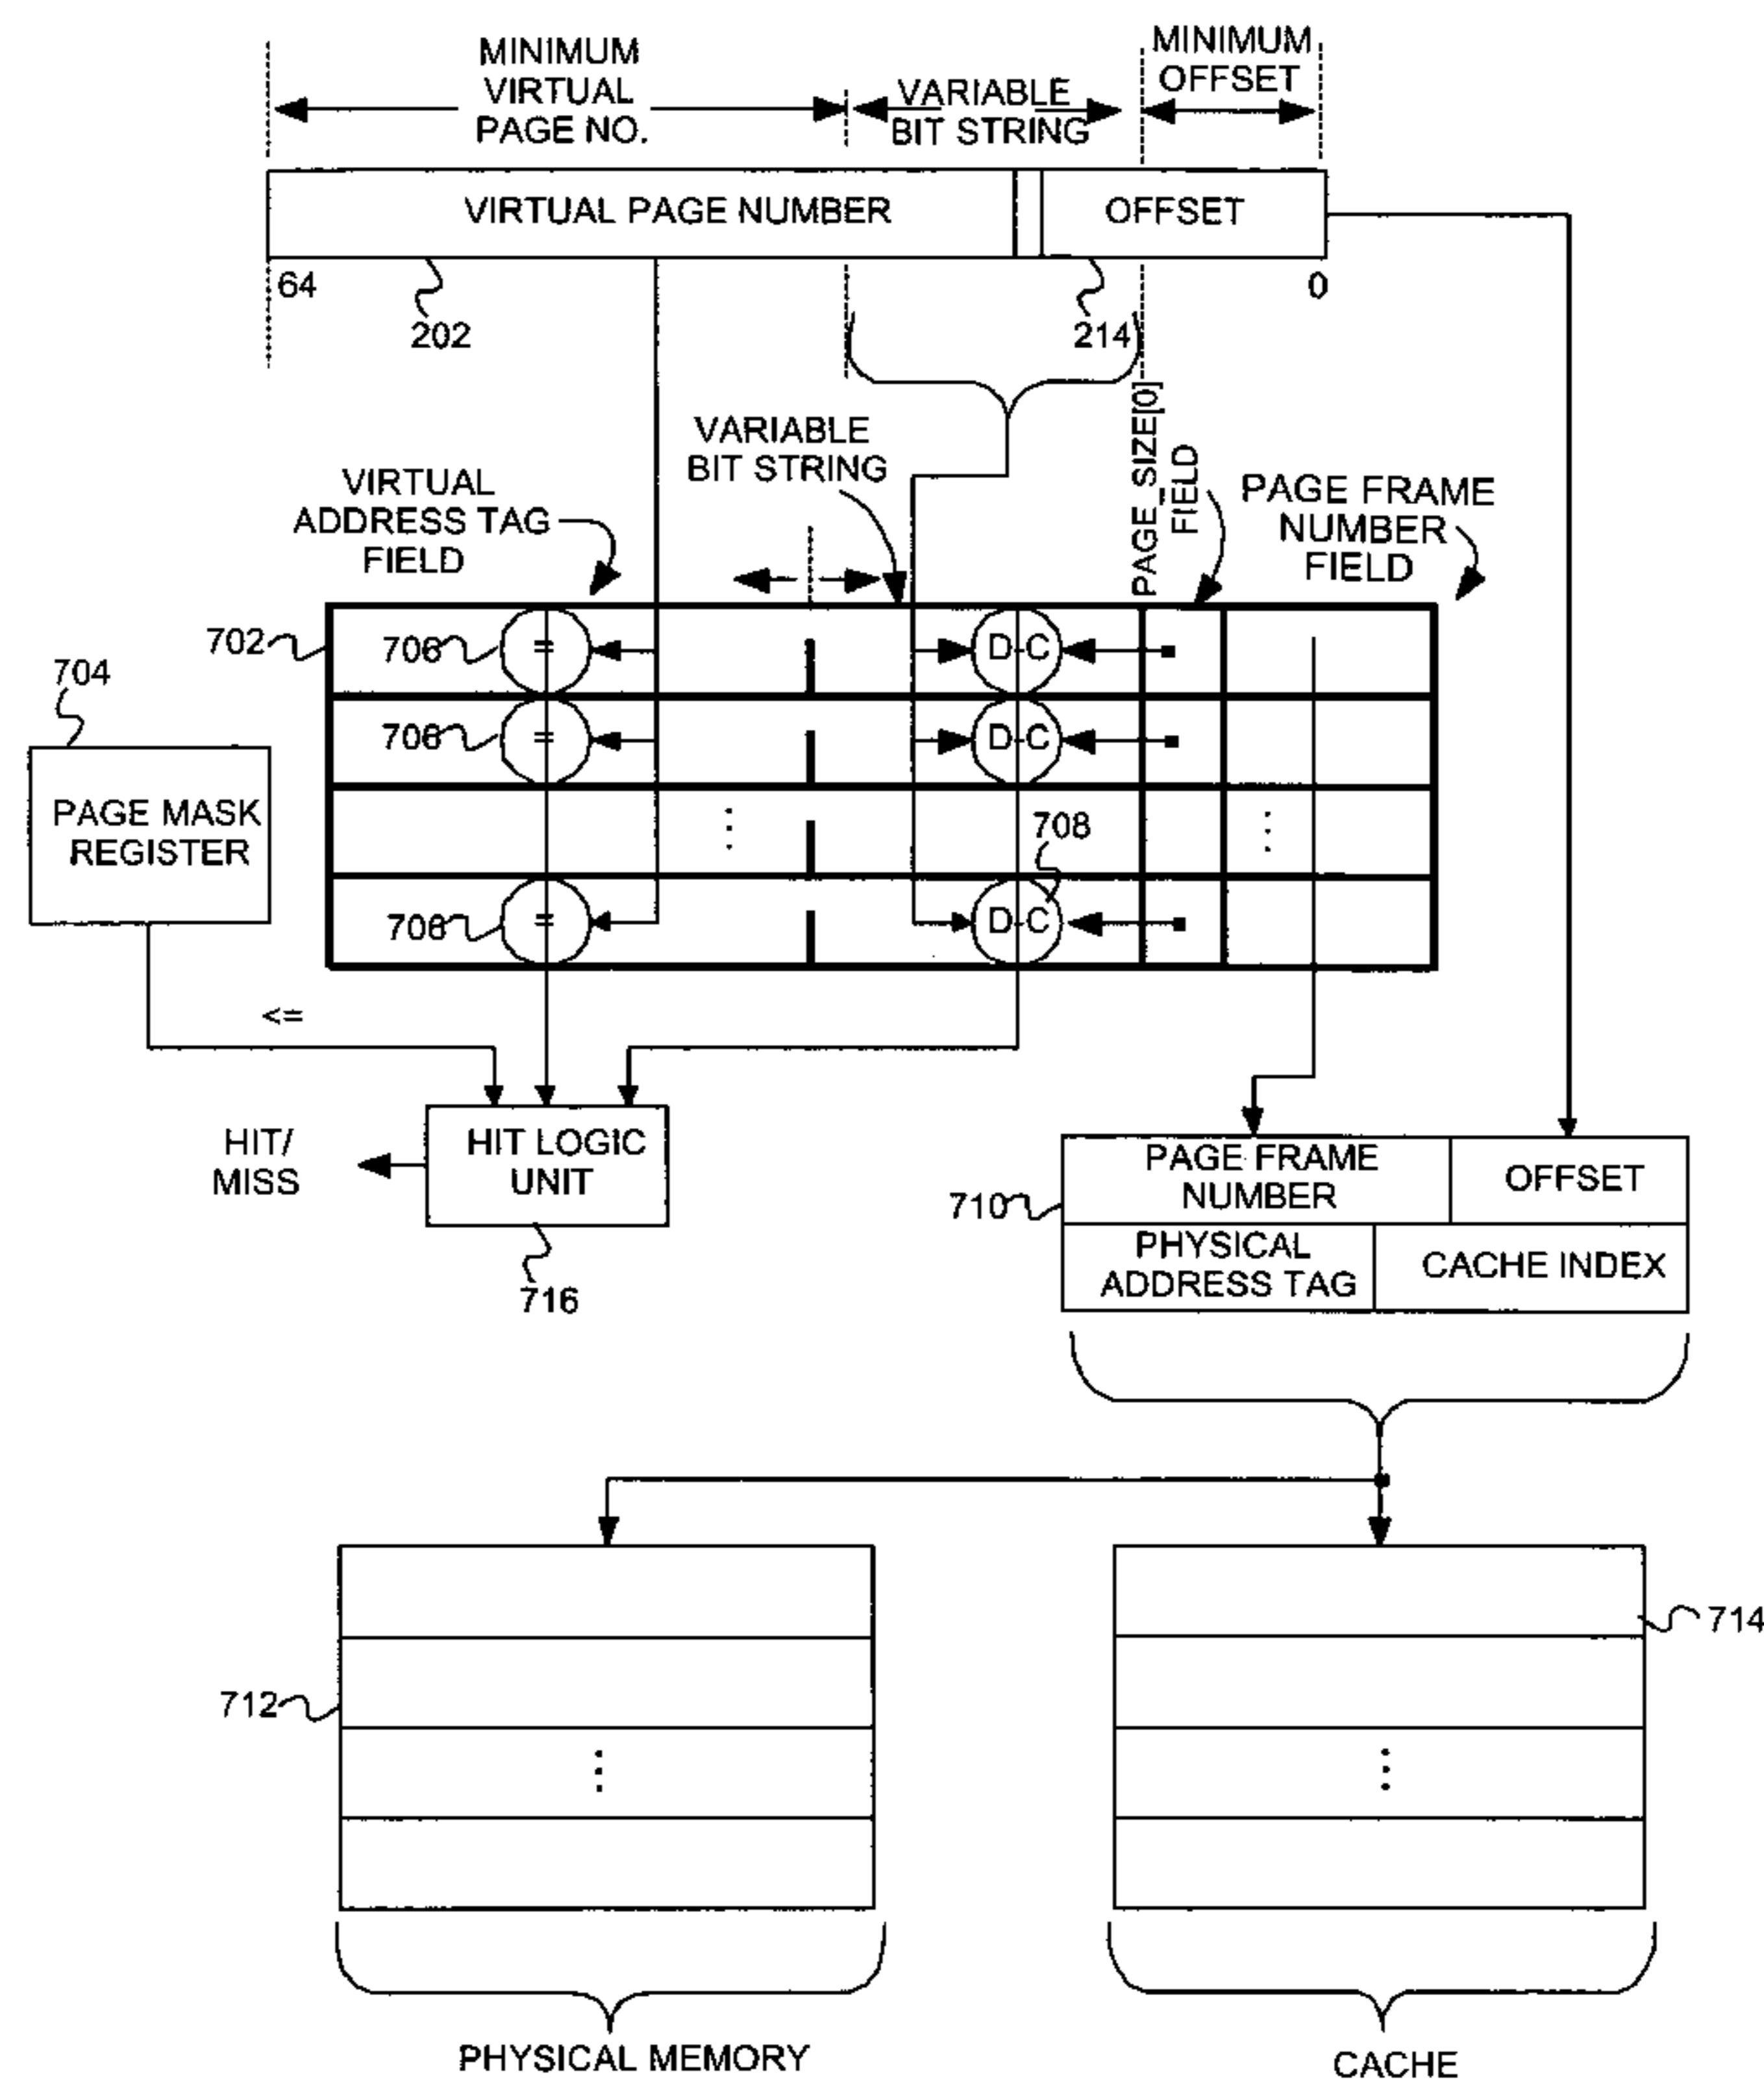 MINIMUM
VIRTUAL
PAGE NO.
VARIABLE
BIT STRING
MINIMUM
OFFSET
VIRTUAL PAGE NUMBER
OFFSET
64
0
202
214
VARIABLE
BIT STRING
PAGE_SIZE[0]
FIELD
VIRTUAL
ADDRESS TAG
FIELD
PAGE FRAME
NUMBER
FIELD
702
706
=
D-C
704
706
=
D-C
PAGE MASK
REGISTER
708
706
=
D-C
<=
HIT/
MISS
HIT LOGIC
UNIT
716
710
PAGE FRAME
NUMBER
OFFSET
PHYSICAL
ADDRESS TAG
CACHE INDEX
714
712
PHYSICAL MEMORY
CACHE